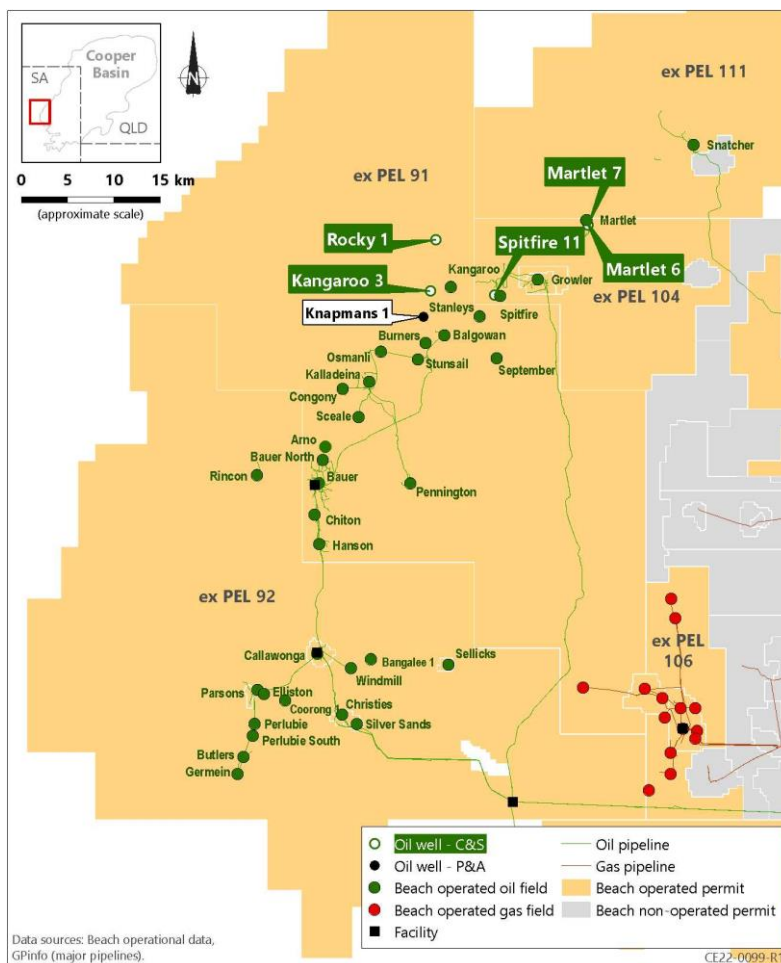 Cooper
Basin
SA
QLD
N
0 5 10 15 km
(approximate scale)
ex PEL 111
Snatcher
ex PEL 91
Martlet 7
Martlet
Rocky 1
Spitfire 11
Martlet 6
Kangaroo
Growler
Kangaroo 3
ex PEL 104
Stanleys
Spitfire
Knapmans 1
Burners
Balgowan
Osmanli
Stunsail
September
Kalladeina
Congony
Sceale
Arno
Bauer North
Rincon
Bauer
Pennington
Chiton
Hanson
ex PEL 92
ex PEL
106
Callawonga
Bangalee 1
Sellicks
Windmill
Parsons
Elliston
Coorong 1
Christies
Perlubie
Silver Sands
Perlubie South
Butlers
Germein
Oil well - C&S
Oil well - P&A
Beach operated oil field
Beach operated gas field
Facility
Oil pipeline
Gas pipeline
Beach operated permit
Beach non-operated permit
Data sources: Beach operational data,
GPinfo (major pipelines).
CE22-0099-R1